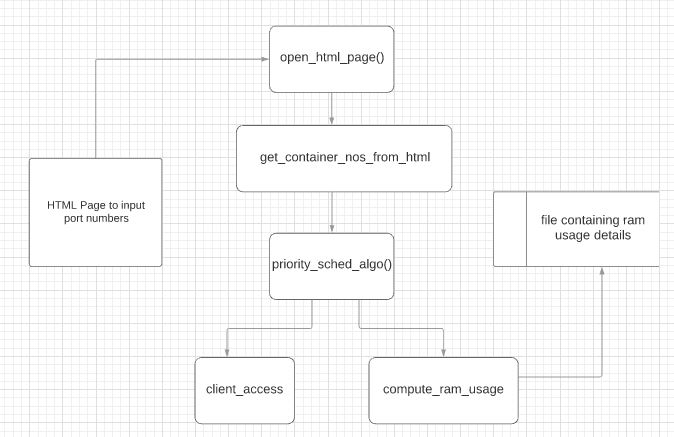 open_html_page()
get_container_nos_from_html
HTML Page to input
port numbers
file containing ram
usage details
priority_sched_algo()
client_access
compute_ram_usage